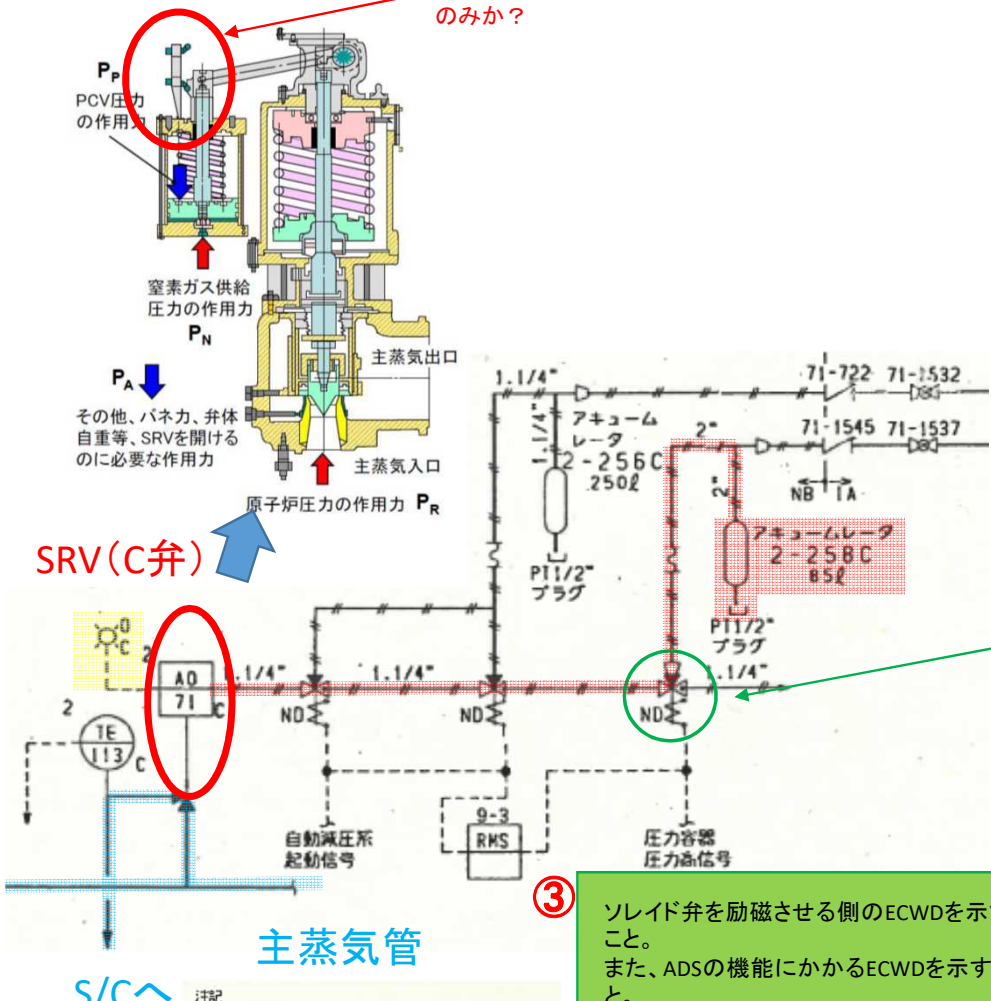 のみか？
PP
PCV圧力
の作用力
窒素ガス供給
圧力の作用力
PN
PA
その他、バネ力、弁体
自重等、SRVを開ける
のに必要な作用力
主蒸気出口
主蒸気入口
原子炉圧力の作用力 PR
SRV（C弁）
1.1/4"
71-722 71-1532
アキューム
レータ
2-256C
250ℓ
1.1/4"
PT1/2"
プラグ
2"
71-1545 71-1537
NB IA
2"
アキュームレータ
2-258C
85ℓ
PT1/2"
プラグ
O
C
2
AO
71
C
1.1/4"
1.1/4"
1.1/4"
ND
ND
ND
2
TE
113
C
自動減圧系
起動信号
9-3
RMS
圧力容器
圧力高信号
主蒸気管
S/Cへ
注記
③
ソレイド弁を励磁させる側のECWDを示す
こと。
また、ADSの機能にかかるECWDを示す
と。